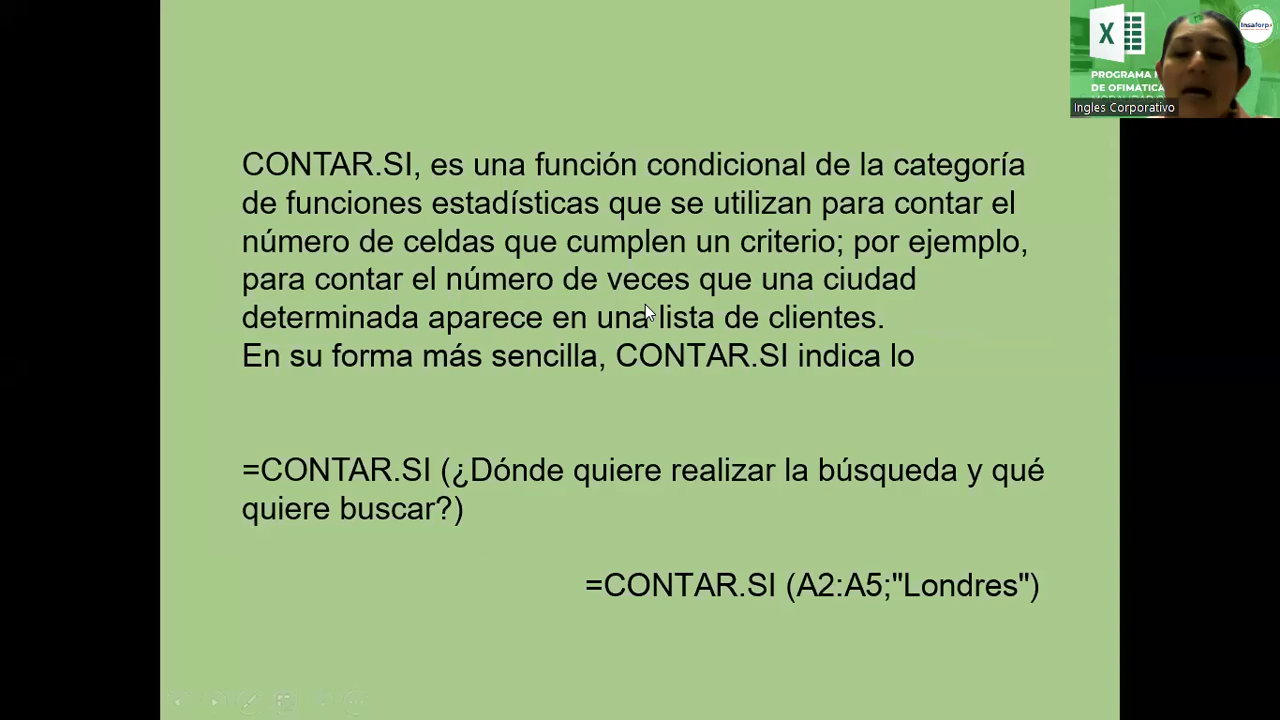 CONTAR.SI, es una función condicional de la categoría
de funciones estadísticas que se utilizan para contar el
número de celdas que cumplen un criterio; por ejemplo,
para contar el número de veces que una ciudad
determinada aparece en una lista de clientes.
En su forma más sencilla, CONTAR.SI indica lo
=CONTAR.SI (¿Dónde quiere realizar la búsqueda y qué
quiere buscar?)
=CONTAR.SI (A2:A5;"Londres")
X
Insaforp
PROGRAMA
DE OFIMATICA
Ingles Corporativo